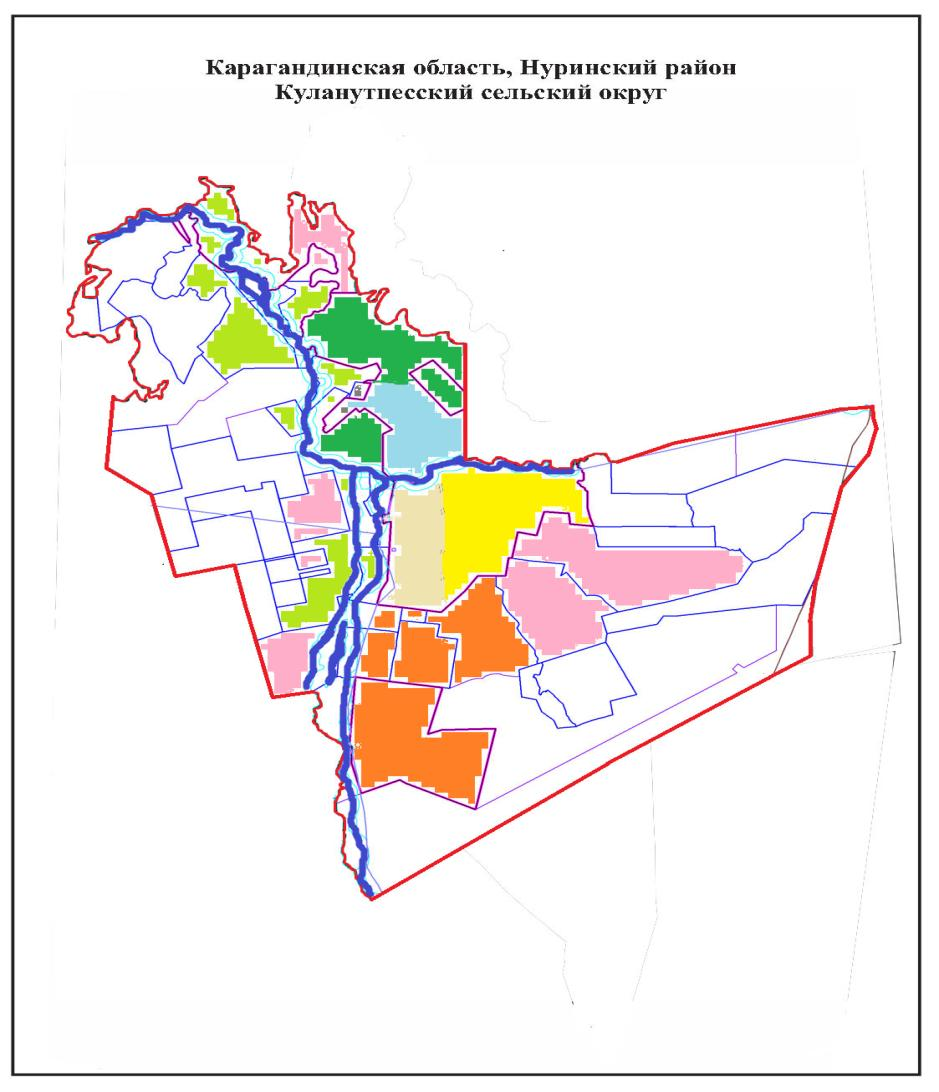 Карагандинская область, Нуринский район
Куланутпесский сельский округ